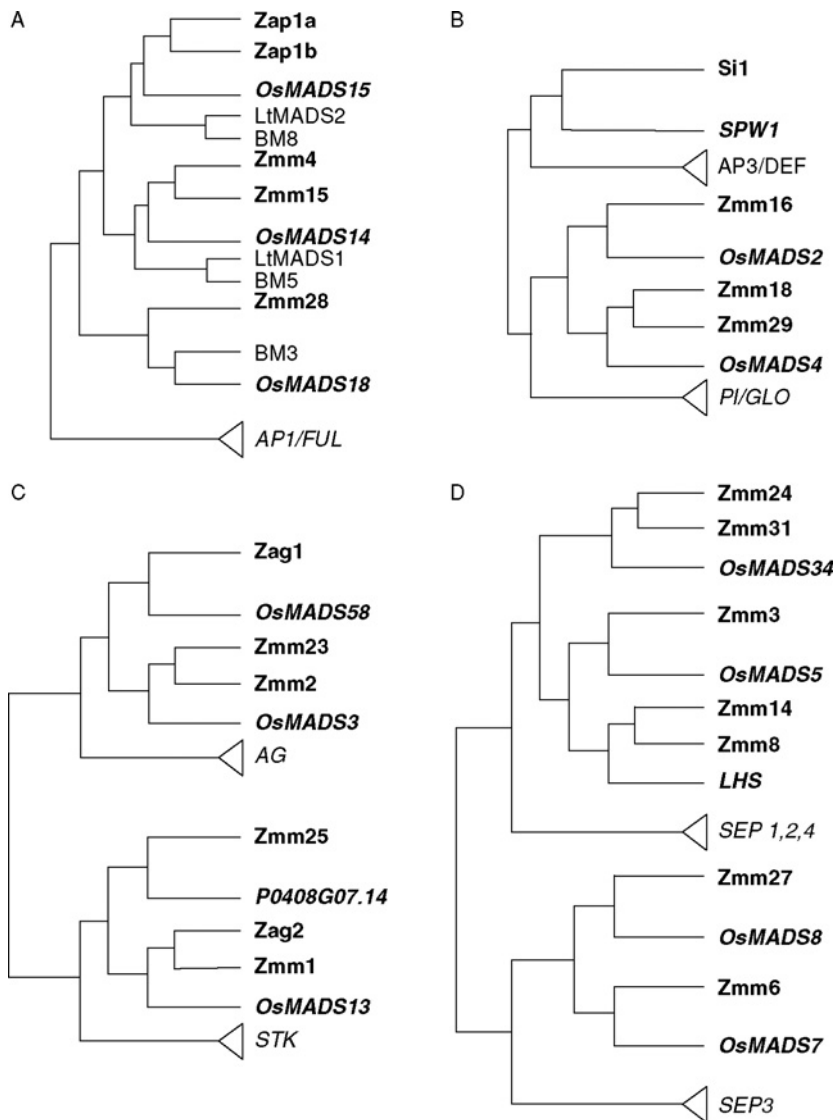 A
Zap1a
Zap1b
OsMADS15
LtMADS2
BM8
Zmm4
Zmm15
OsMADS14
LtMADS1
BM5
Zmm28
BM3
OsMADS18
AP1/FUL
B
Si1
SPW1
AP3/DEF
Zmm16
OsMADS2
Zmm18
Zmm29
OsMADS4
PI/GLO
C
Zag1
OsMADS58
Zmm23
Zmm2
OsMADS3
AG
Zmm25
P0408G07.14
Zag2
Zmm1
OsMADS13
STK
D
Zmm24
Zmm31
OsMADS34
Zmm3
OsMADS5
Zmm14
Zmm8
LHS
SEP 1,2,4
Zmm27
OsMADS8
Zmm6
OsMADS7
SEP3